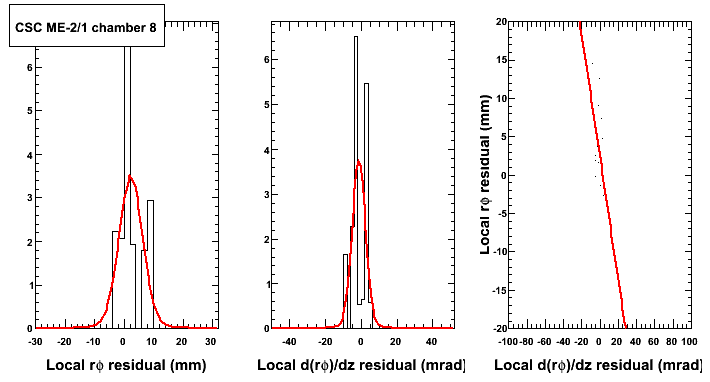 CSC ME-2/1 chamber 8
6
5
4
3
2
1
0
-30 -20 -10 0 10 20 30
Local rϕ residual (mm)
6
5
4
3
2
1
0
-40 -20 0 20 40
Local d(rϕ)/dz residual (mrad)
Local rϕ residual (mm)
20
15
10
5
0
-5
-10
-15
-20
-100 -80 -60 -40 -20 0 20 40 60 80 100
Local d(rϕ)/dz residual (mrad)